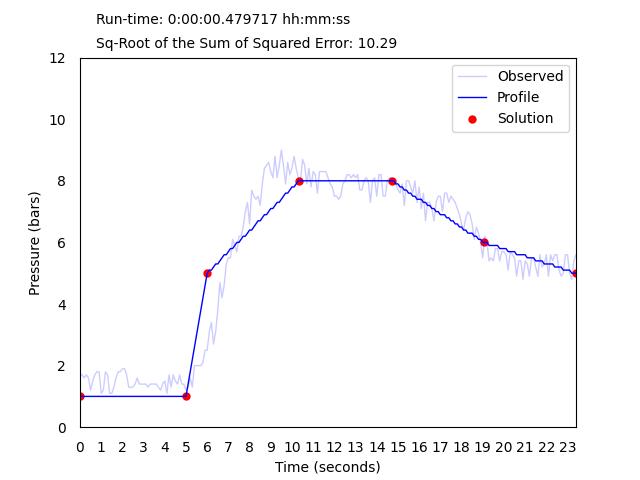 Run-time: 0:00:00.479717 hh:mm:ss
Sq-Root of the Sum of Squared Error: 10.29
Observed
Profile
Solution
12
10
8
6
4
2
0
Pressure (bars)
0 1 2 3 4 5 6 7 8 9 10 11 12 13 14 15 16 17 18 19 20 21 22 23
Time (seconds)